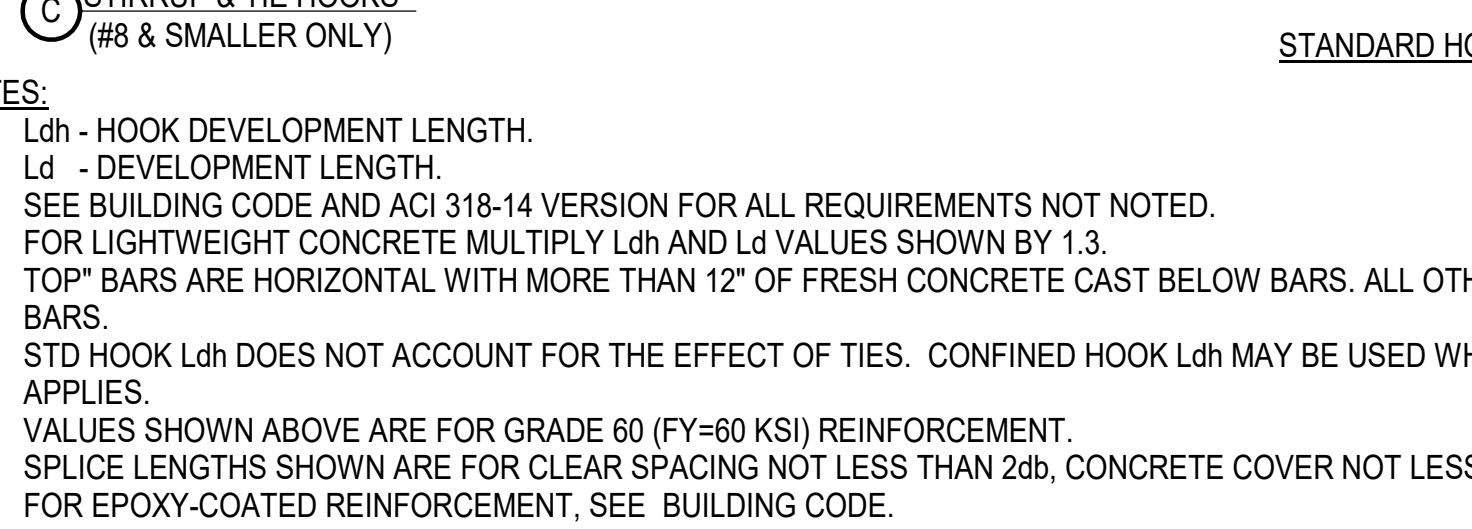 C STIRRUP & TIE HOOKS
(#8 & SMALLER ONLY)
STANDARD
Ldh - HOOK DEVELOPMENT LENGTH.
Ld - DEVELOPMENT LENGTH.
SEE BUILDING CODE AND ACI 318-14 VERSION FOR ALL REQUIREMENTS NOT NOTED.
FOR LIGHTWEIGHT CONCRETE MULTIPLY Ldh AND Ld VALUES SHOWN BY 1.3.
TOP" BARS ARE HORIZONTAL WITH MORE THAN 12" OF FRESH CONCRETE CAST BELOW BARS. ALL
BARS.
STD HOOK Ldh DOES NOT ACCOUNT FOR THE EFFECT OF TIES. CONFINED HOOK Ldh MAY BE USED
APPLIES.
VALUES SHOWN ABOVE ARE FOR GRADE 60 (FY=60 KSI) REINFORCEMENT.
SPLICE LENGTHS SHOWN ARE FOR CLEAR SPACING NOT LESS THAN 2db, CONCRETE COVER NOT LESS
FOR EPOXY-COATED REINFORCEMENT, SEE BUILDING CODE.